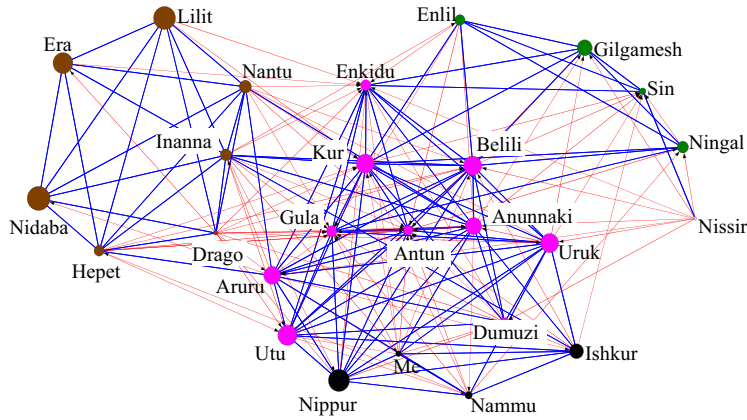 Lilit
Enlil
Era
Gilgamesh
Nantu
Enkidu
Sin
Inanna
Kur
Belili
Ningal
Nidaba
Gula
Anunnaki
Nissir
Hepet
Drago
Antun
Uruk
Aruru
Dumuzi
Utu
Me
Ishkur
Nippur
Nammu